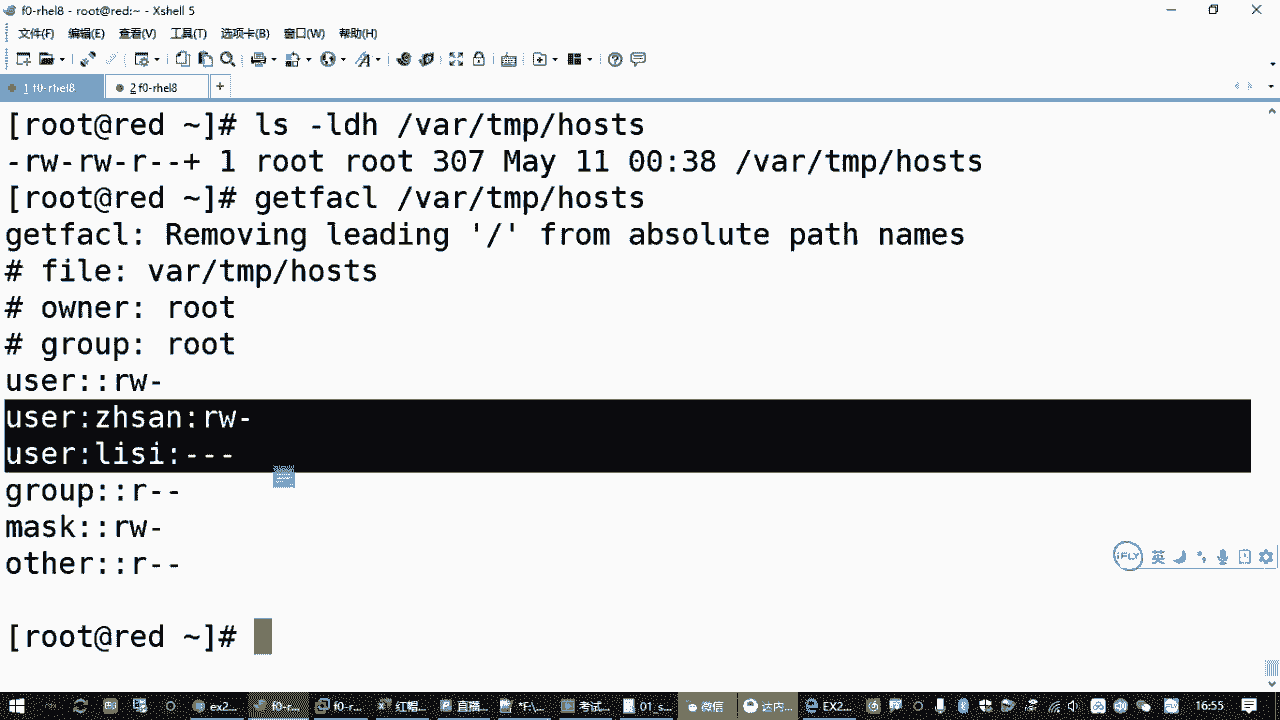 f0-rhel8 - root@red:~ - Xshell 5
文件(F) 编辑(E) 查看(V) 工具(T) 选项卡(B) 窗口(W) 帮助(H)
1 f0-rhel8 2 f0-rhel8 +
[root@red ~]# ls -ldh /var/tmp/hosts
-rw-rw-r--+ 1 root root 307 May 11 00:38 /var/tmp/hosts
[root@red ~]# getfacl /var/tmp/hosts
getfacl: Removing leading '/' from absolute path names
# file: var/tmp/hosts
# owner: root
# group: root
user::rw-
user:zhsan:rw-
user:lisi:---
group::r--
mask::rw-
other::r--
iFLY 英
[root@red ~]#
ex2... f0-r... f0-r... 红帽... 直播... *F:\... 考试... 01_s... 微信 达内... EX2... 16:55